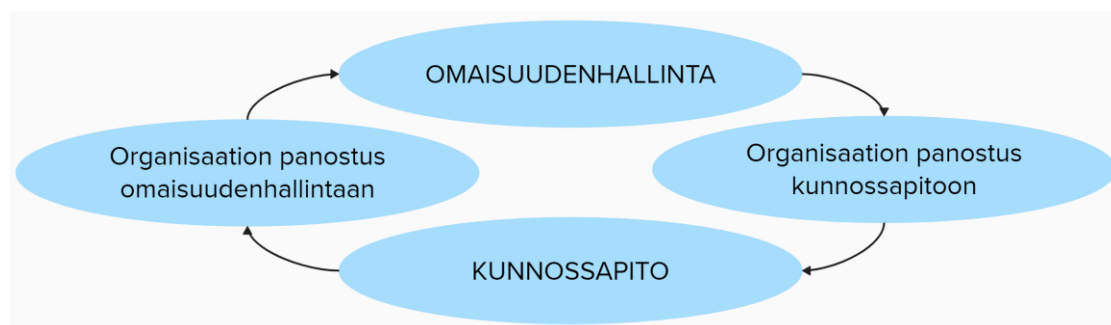 OMAISUUDENHALLINTA
Organisaation panostus
omaisuudenhallintaan
Organisaation panostus
kunnossapitoon
KUNNOSSAPITO